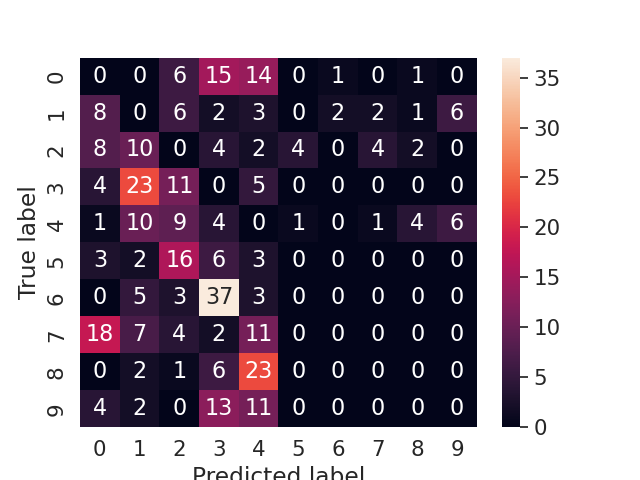 0 0 0 6 15 14 0 1 0 1 0
1 8 0 6 2 3 0 2 2 1 6
2 8 10 0 4 2 4 0 4 2 0
3 4 23 11 0 5 0 0 0 0 0
4 1 10 9 4 0 1 0 1 4 6
5 3 2 16 6 3 0 0 0 0 0
6 0 5 3 37 3 0 0 0 0 0
7 18 7 4 2 11 0 0 0 0 0
8 0 2 1 6 23 0 0 0 0 0
9 4 2 0 13 11 0 0 0 0 0
0 1 2 3 4 5 6 7 8 9
True label
Predicted label
35
30
25
20
15
10
5
0